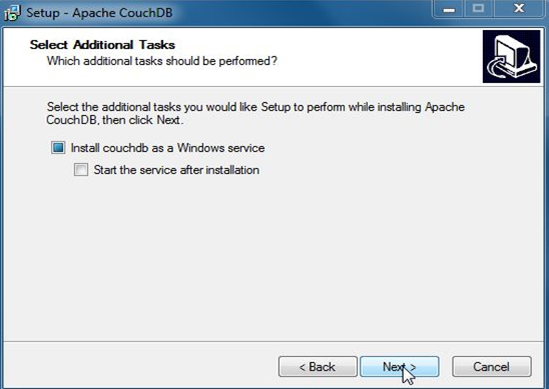 Setup - Apache CouchDB
Select Additional Tasks
Which additional tasks should be performed?
Select the additional tasks you would like Setup to perform while installing Apache
CouchDB, then click Next.
Install couchdb as a Windows service
Start the service after installation
< Back
Next >
Cancel